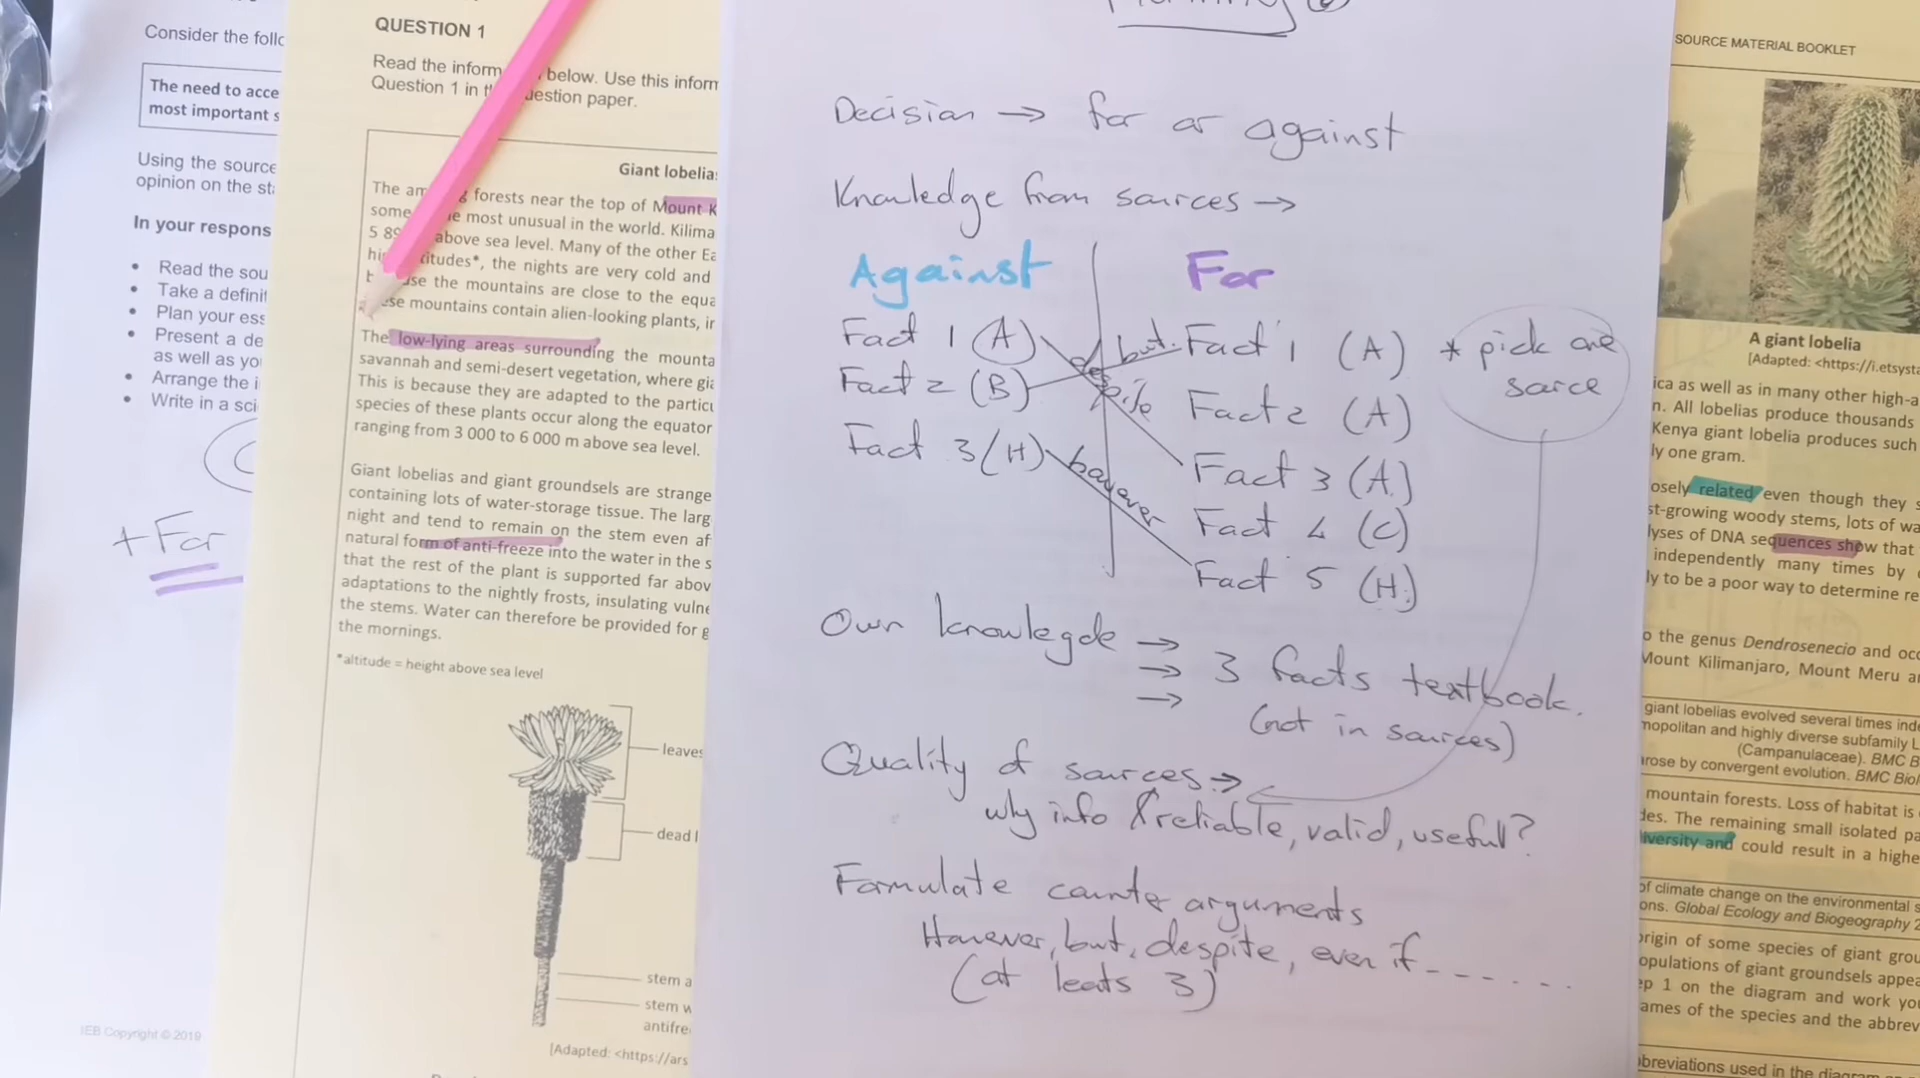 Consider the follo
The need to acce
most important s
Using the source
opinion on the sta
In your respons
• Read the sou
• Take a definit
• Plan your ess
• Present a de
as well as yo
• Arrange the i
• Write in a sci
+ For
IEB Copyright © 2019
QUESTION 1
Read the inform below. Use this inform
Question 1 in t estion paper.
Giant lobelias
The am forests near the top of Mount K
some most unusual in the world. Kilima
5 89 above sea level. Many of the other Ea
titudes*, the nights are very cold and
the mountains are close to the equa
mountains contain alien-looking plants, in
The low-lying areas surrounding the mounta
savannah and semi-desert vegetation, where gia
This is because they are adapted to the particu
species of these plants occur along the equator
ranging from 3 000 to 6 000 m above sea level.
Giant lobelias and giant groundsels are strange
containing lots of water-storage tissue. The larg
night and tend to remain on the stem even af
natural form of anti-freeze into the water in the s
that the rest of the plant is supported far abov
adaptations to the nightly frosts, insulating vulne
the stems. Water can therefore be provided for g
the mornings.
*altitude = height above sea level
leaves
dead l
stem a
stem w
antifre
[Adapted: <https://ars
Planning
Decision → for or against
Knowledge from sources →
Against For
Fact 1 (A) but Fact 1 (A) * pick one
source
Fact 2 (B) despite Fact 2 (A)
Fact 3 (H) however Fact 3 (A)
Fact 4 (C)
Fact 5 (H)
Own knowlegde →
→ 3 facts textbook.
→ (not in sources)
Quality of sources →
why info reliable, valid, useful?
Formulate counter arguments
However, but, despite, even if - - - - . . .
(at leats 3)
SOURCE MATERIAL BOOKLET
A giant lobelia
[Adapted: <https://i.etsysta
ica as well as in many other high-a
n. All lobelias produce thousands
Kenya giant lobelia produces such
ly one gram.
osely related even though they s
st-growing woody stems, lots of wa
lyses of DNA sequences show that
independently many times by
ly to be a poor way to determine re
o the genus Dendrosenecio and occ
Mount Kilimanjaro, Mount Meru a
giant lobelias evolved several times inde
mopolitan and highly diverse subfamily L
(Campanulaceae). BMC B
arose by convergent evolution. BMC Biol
mountain forests. Loss of habitat is
des. The remaining small isolated pa
iversity and could result in a highe
of climate change on the environmental s
ons. Global Ecology and Biogeography 2
origin of some species of giant grou
opulations of giant groundsels appea
ep 1 on the diagram and work yo
ames of the species and the abbrev
breviations used in the diagram